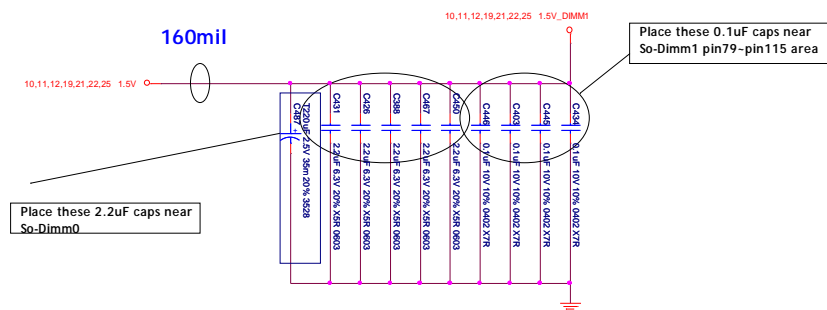 10,11,12,19,21,22,25 1.5V_DIMM1
160mil
Place these 0.1uF caps near
So-Dimm1 pin79~pin115 area
10,11,12,19,21,22,25 1.5V
C487
T220uF 2.5V 35m 20% 3528
C431
2.2uF 6.3V 20% X5R 0603
C426
2.2uF 6.3V 20% X5R 0603
C388
2.2uF 6.3V 20% X5R 0603
C467
2.2uF 6.3V 20% X5R 0603
C450
2.2uF 6.3V 20% X5R 0603
C446
0.1uF 10V 10% 0402 X7R
C403
0.1uF 10V 10% 0402 X7R
C445
0.1uF 10V 10% 0402 X7R
C434
0.1uF 10V 10% 0402 X7R
Place these 2.2uF caps near
So-Dimm0